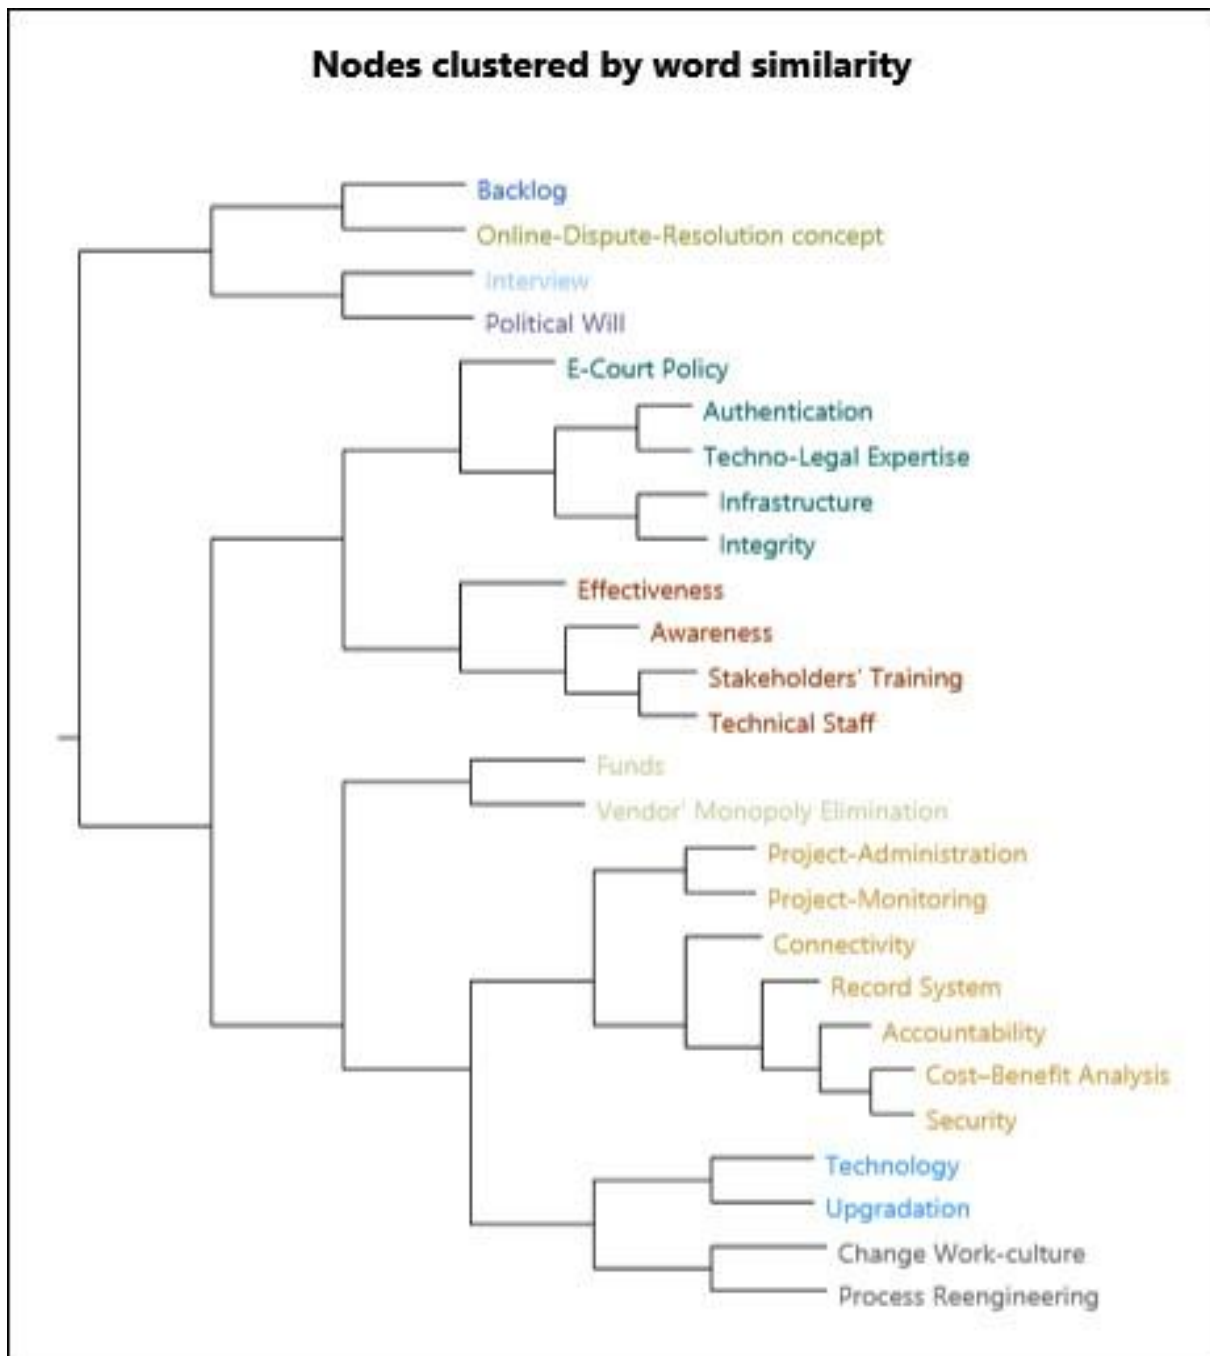 Nodes clustered by word similarity
Backlog
Online-Dispute-Resolution concept
Interview
Political Will
E-Court Policy
Authentication
Techno-Legal Expertise
Infrastructure
Integrity
Effectiveness
Awareness
Stakeholders' Training
Technical Staff
Funds
Vendor' Monopoly Elimination
Project-Administration
Project-Monitoring
Connectivity
Record System
Accountability
Cost–Benefit Analysis
Security
Technology
Upgradation
Change Work-culture
Process Reengineering